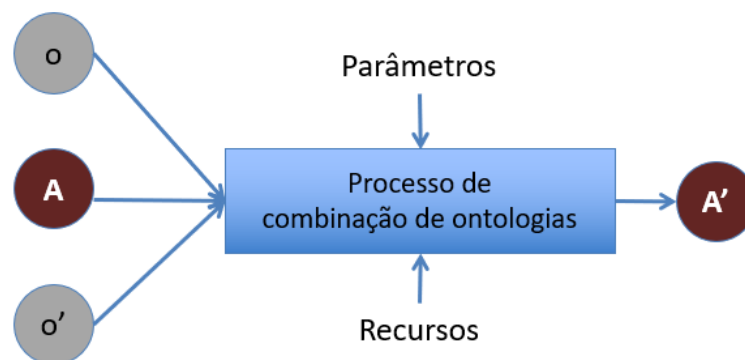 o
Parâmetros
A
Processo de
combinação de ontologias
A’
o’
Recursos